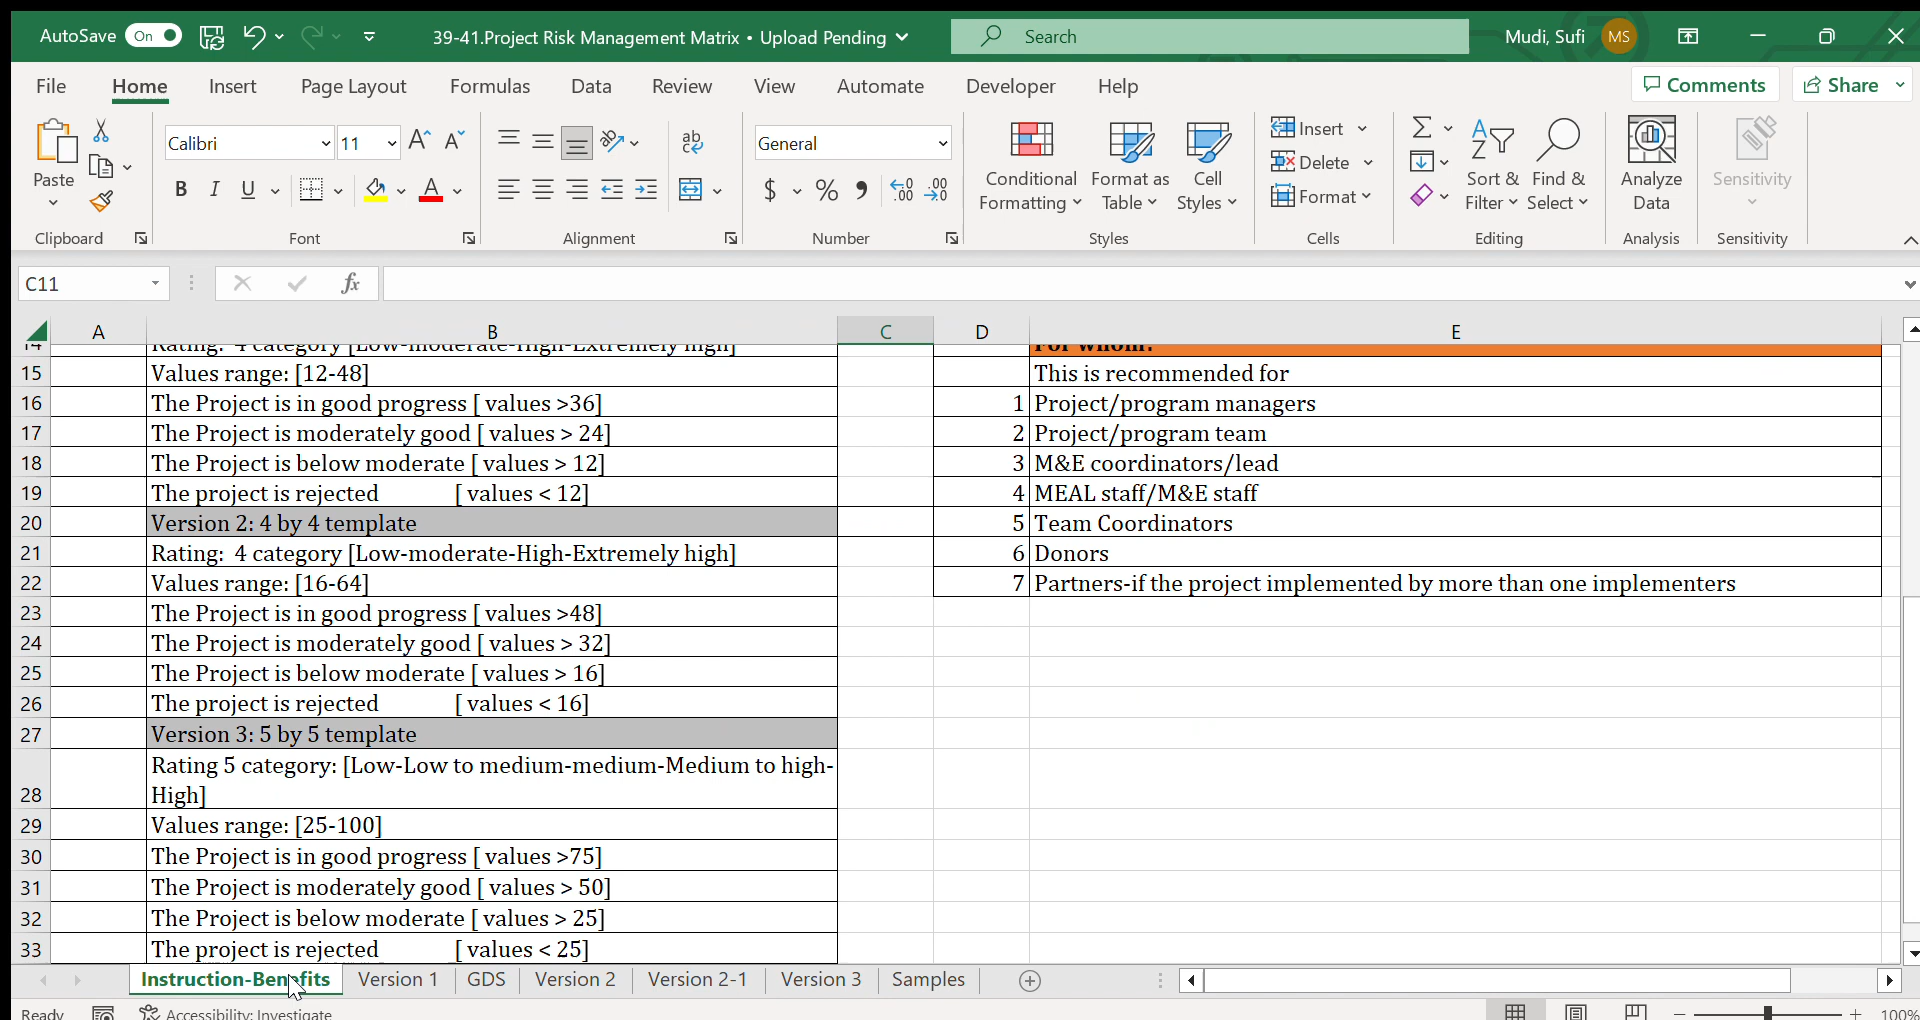 AutoSave On 39-41.Project Risk Management Matrix • Upload Pending Search Mudi, Sufi MS
File Home Insert Page Layout Formulas Data Review View Automate Developer Help Comments Share
Calibri 11 General Insert
Paste Conditional Formatting Format as Table Cell Styles Delete Sort & Filter Find & Select Analyze Data Sensitivity
B I U A $ % Format
Clipboard Font Alignment Number Styles Cells Editing Analysis Sensitivity
C11 fx
A B C D E
14 Rating: 4 category [Low-moderate-High-Extremely high] For whom:
15 Values range: [12-48] This is recommended for
16 The Project is in good progress [ values >36] 1 Project/program managers
17 The Project is moderately good [ values > 24] 2 Project/program team
18 The Project is below moderate [ values > 12] 3 M&E coordinators/lead
19 The project is rejected [ values < 12] 4 MEAL staff/M&E staff
20 Version 2: 4 by 4 template 5 Team Coordinators
21 Rating: 4 category [Low-moderate-High-Extremely high] 6 Donors
22 Values range: [16-64] 7 Partners-if the project implemented by more than one implementers
23 The Project is in good progress [ values >48]
24 The Project is moderately good [ values > 32]
25 The Project is below moderate [ values > 16]
26 The project is rejected [ values < 16]
27 Version 3: 5 by 5 template
Rating 5 category: [Low-Low to medium-medium-Medium to high-
28 High]
29 Values range: [25-100]
30 The Project is in good progress [ values >75]
31 The Project is moderately good [ values > 50]
32 The Project is below moderate [ values > 25]
33 The project is rejected [ values < 25]
Instruction-Benefits Version 1 GDS Version 2 Version 2-1 Version 3 Samples
Ready Accessibility: Investigate 100%